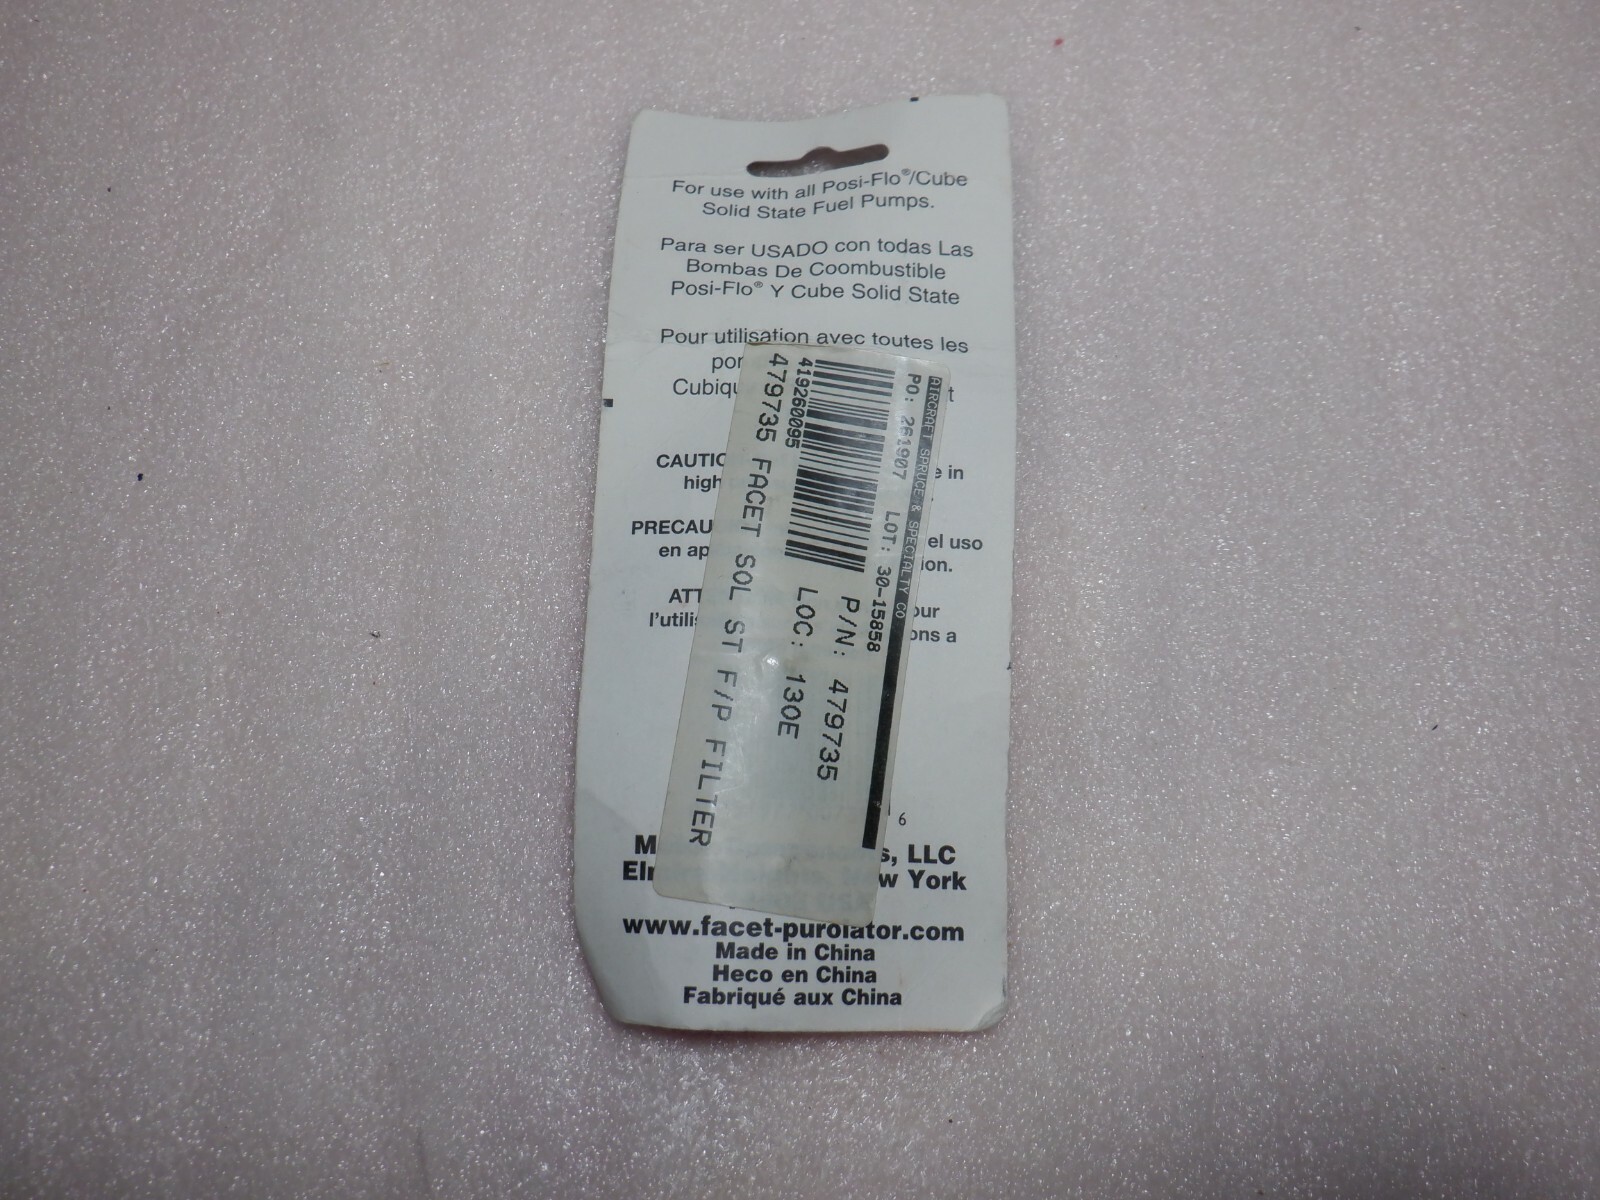 For use with all Posi-Flo®/Cube
Solid State Fuel Pumps.
Para ser USADO con todas Las
Bombas De Coombustible
Posi-Flo® Y Cube Solid State
Pour utilisation avec toutes les
por
Cubiqu t
CAUTIC e in
high
PRECAU el uso
en ap ion.
ATT our
l'utilis ons a
6
M s, LLC
El New York
www.facet-purolator.com
Made in China
Heco en China
Fabriqué aux China
AIRCRAFT SPRUCE & SPECIALTY CO
PO: 261907 LOT: 30-15858
P/N: 479735
419260095 LOC: 130E
479735 FACET SOL ST F/P FILTER